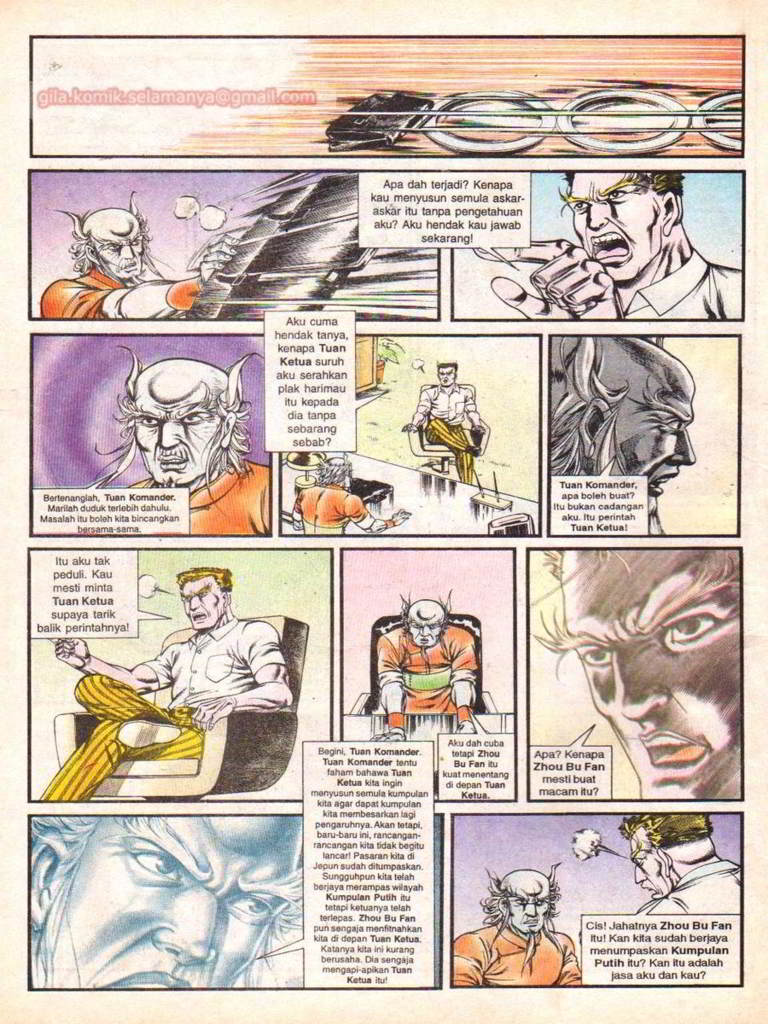 gila.komik.selamanya@gmail.com
Apa dah terjadi? Kenapa
kau menyusun semula askar-
askar itu tanpa pengetahuan
aku? Aku hendak kau jawab
sekarang!
Bertenanglah, Tuan Komander.
Marilah duduk terlebih dahulu.
Masalah itu boleh kita bincangkan
bersama-sama.
Aku cuma
hendak tanya,
kenapa Tuan
Ketua suruh
aku serahkan
plak harimau
itu kepada
dia tanpa
sebarang
sebab?
Tuan Komander,
apa boleh buat?
Itu bukan cadangan
aku. Itu perintah
Tuan Ketua!
Itu aku tak
peduli. Kau
mesti minta
Tuan Ketua
supaya tarik
balik perintahnya!
Aku dah cuba
tetapi Zhou
Bu Fan itu
kuat menentang
di depan Tuan
Ketua.
Apa? Kenapa
Zhou Bu Fan
mesti buat
macam itu?
Begini, Tuan Komander.
Tuan Komander tentu
faham bahawa Tuan
Ketua kita ingin
menyusun semula kumpulan
kita agar dapat kumpulan
kita membesarkan lagi
pengaruhnya. Akan tetapi,
baru-baru ini, rancangan-
rancangan kita tidak begitu
lancar! Pasaran kita di
Jepun sudah ditumpaskan.
Sungguhpun kita telah
berjaya merampas wilayah
Kumpulan Putih itu
tetapi ketuanya telah
terlepas. Zhou Bu Fan
pun sengaja menfitnahkan
kita di depan Tuan Ketua.
Katanya kita ini kurang
berusaha. Dia sengaja
mengapi-apikan Tuan
Ketua itu!
Cis! Jahatnya Zhou Bu Fan
itu! Kan kita sudah berjaya
menumpaskan Kumpulan
Putih itu? Kan itu adalah
jasa aku dan kau?